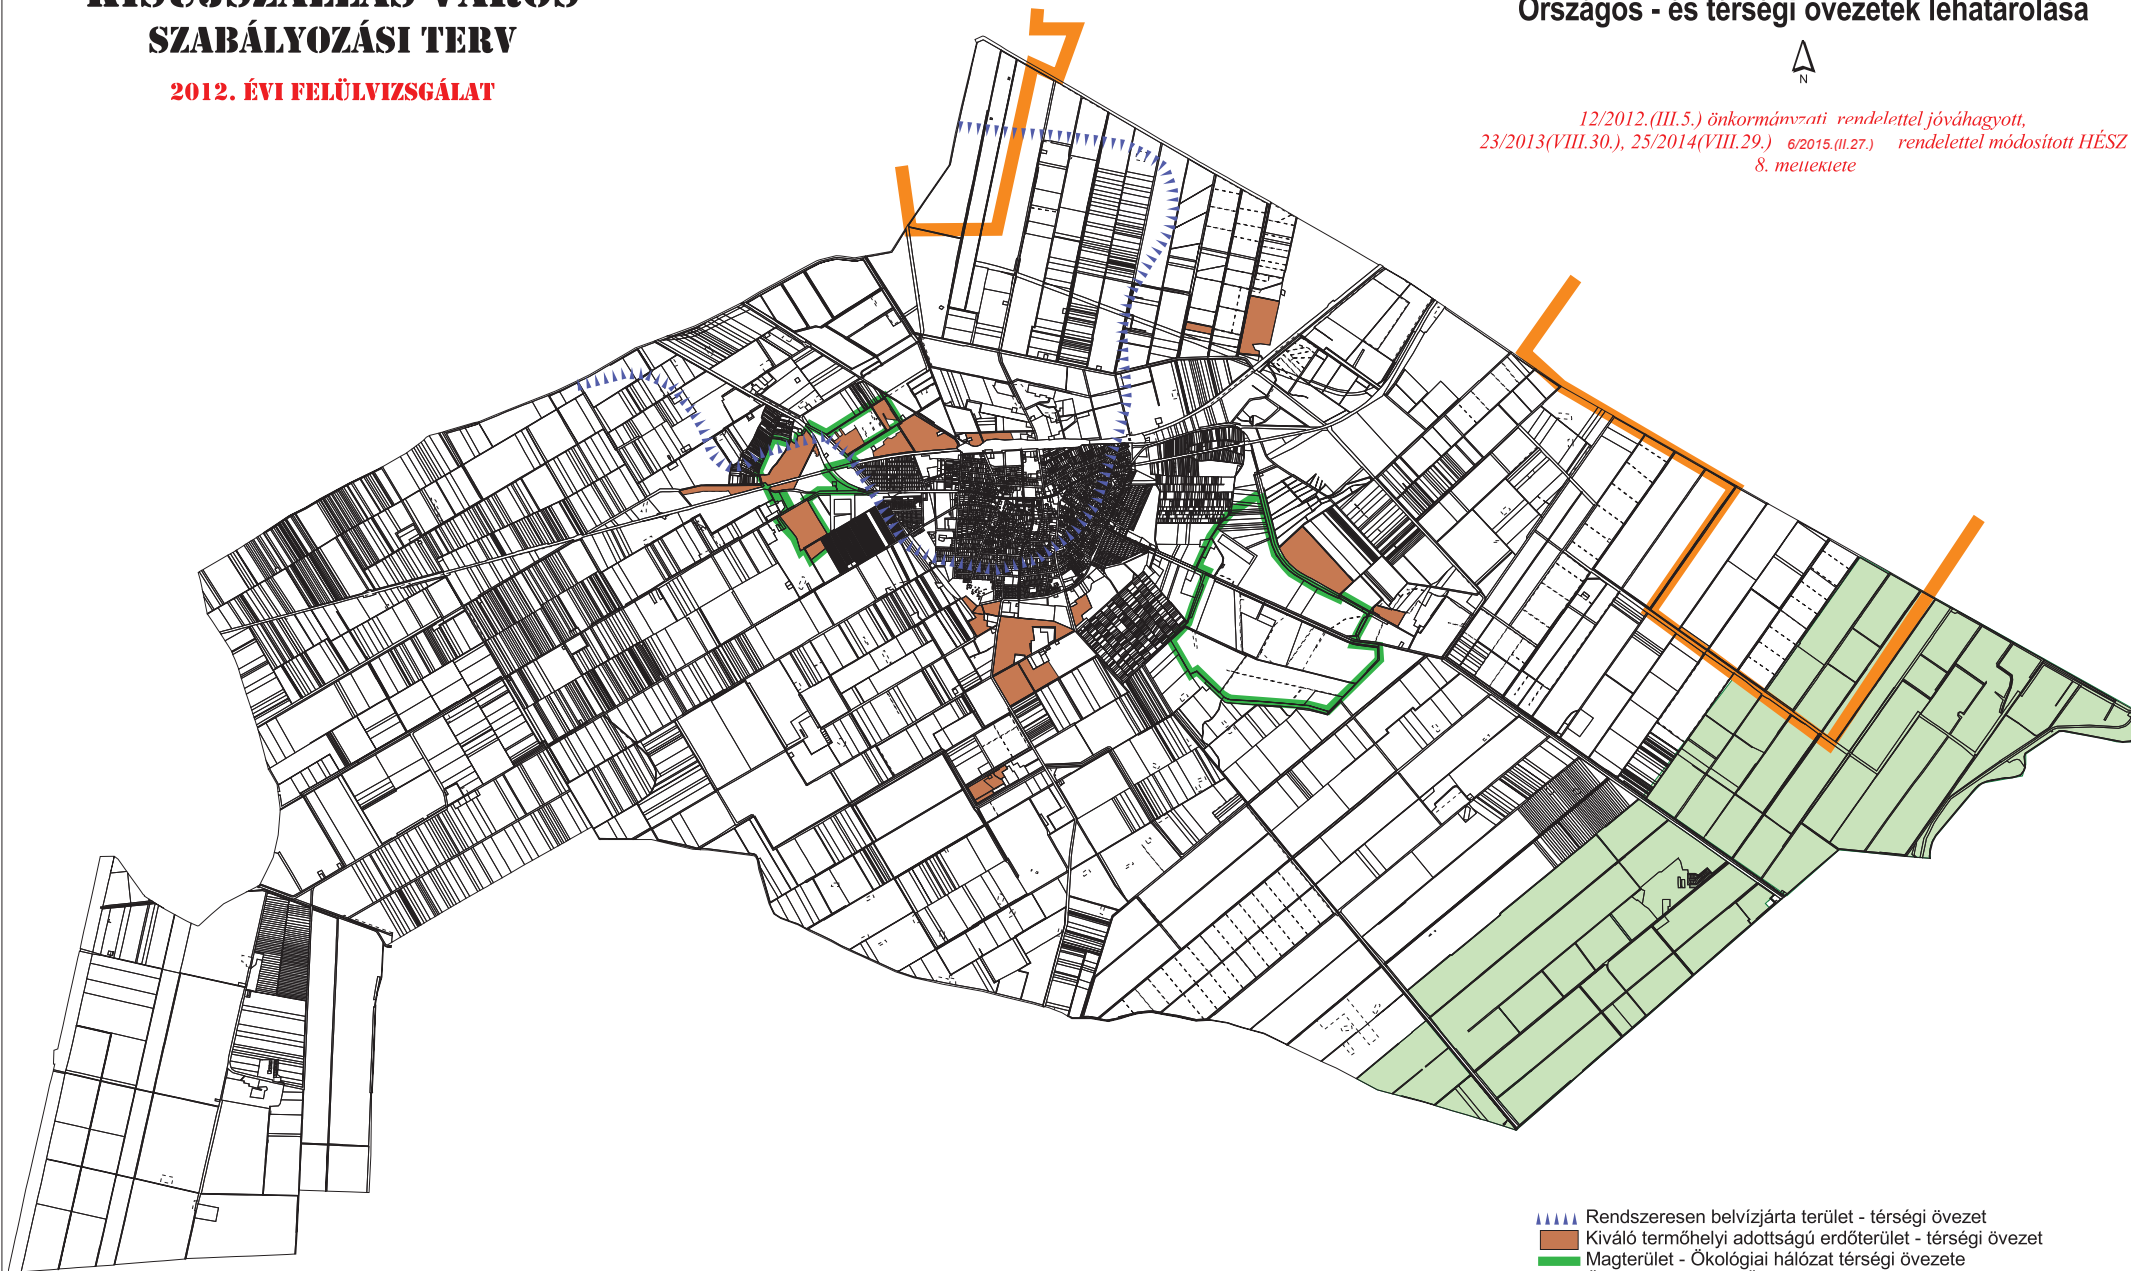 KISÚJSZÁLLÁS VÁROS
SZABÁLYOZÁSI TERV
2012. ÉVI FELÜLVIZSGÁLAT
Országos - és térségi övezetek lehatárolása
N
12/2012.(III.5.) önkormányzati rendelettel jóváhagyott,
23/2013(VIII.30.), 25/2014(VIII.29.) 6/2015.(II.27.) rendelettel módosított HÉSZ
8. melléklete
Rendszeresen belvízjárta terület - térségi övezet
Kiváló termőhelyi adottságú erdőterület - térségi övezet
Magterület - Ökológiai hálózat térségi övezete